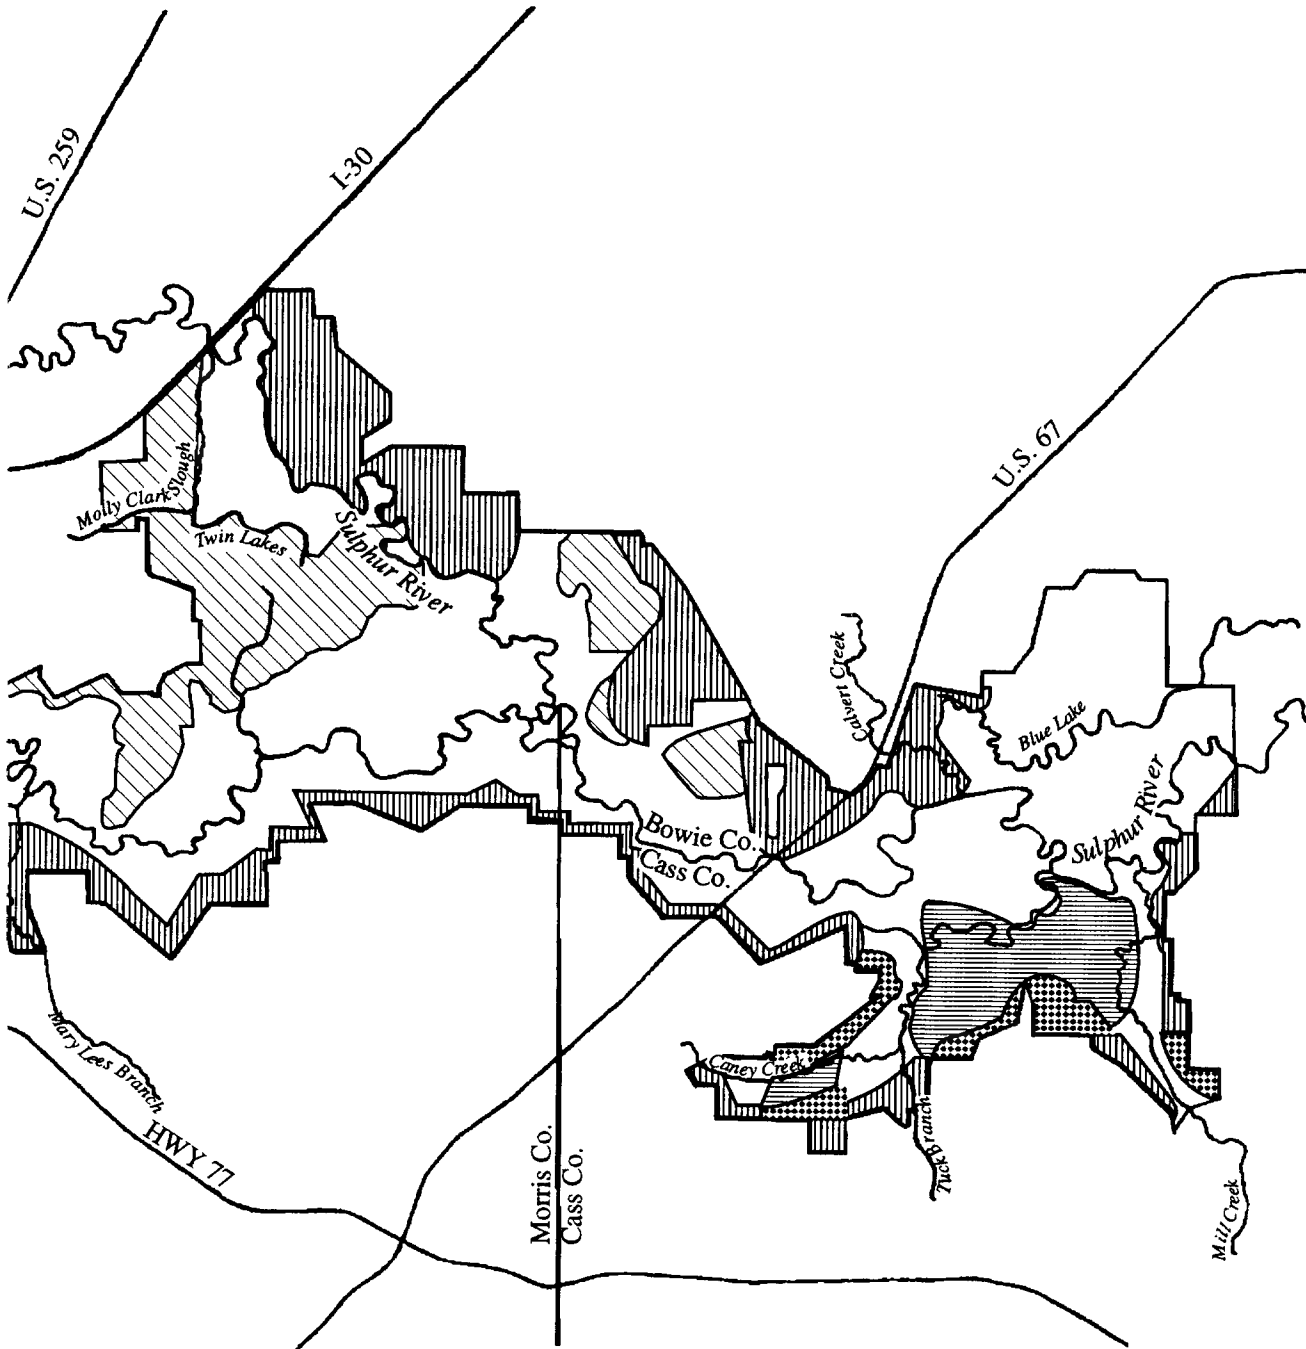 U.S. 259
I-30
U.S. 67
Molly Clark Slough
Twin Lakes
Sulphur River
Calvert Creek
Blue Lake
Sulphur River
Bowie Co.
Cass Co.
Caney Creek
Mary Lees Branch
HWY 77
Morris Co.
Cass Co.
Tuck Branch
Mill Creek